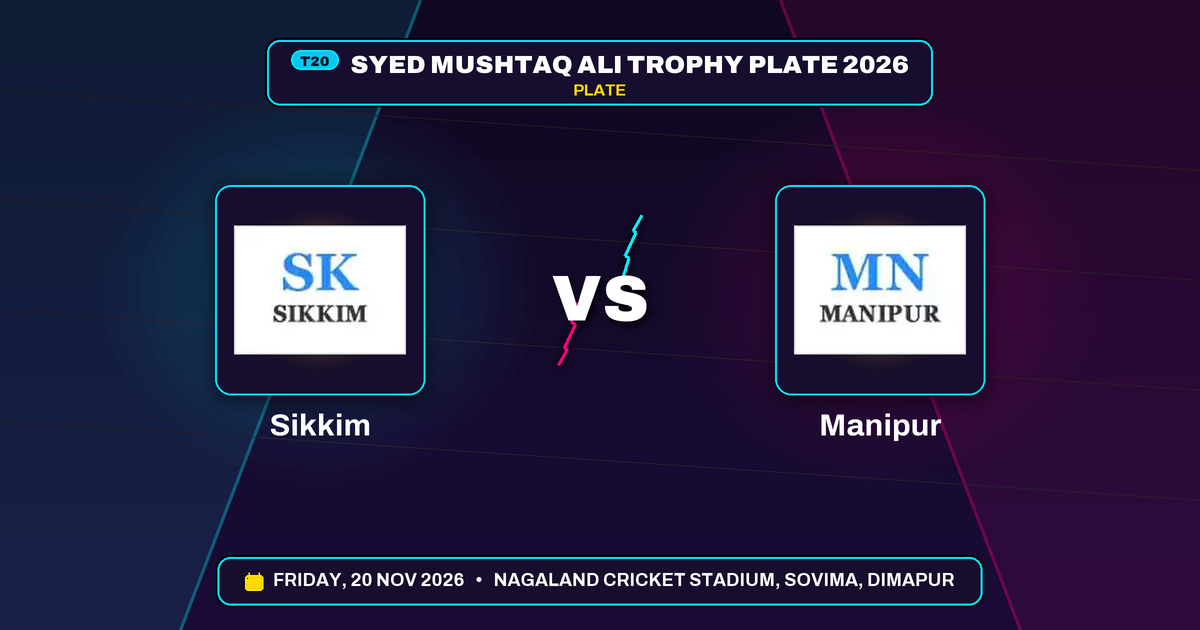 T20 SYED MUSHTAQ ALI TROPHY PLATE 2026
PLATE
SK
SIKKIM
VS
MN
MANIPUR
Sikkim
Manipur
FRIDAY, 20 NOV 2026 • NAGALAND CRICKET STADIUM, SOVIMA, DIMAPUR